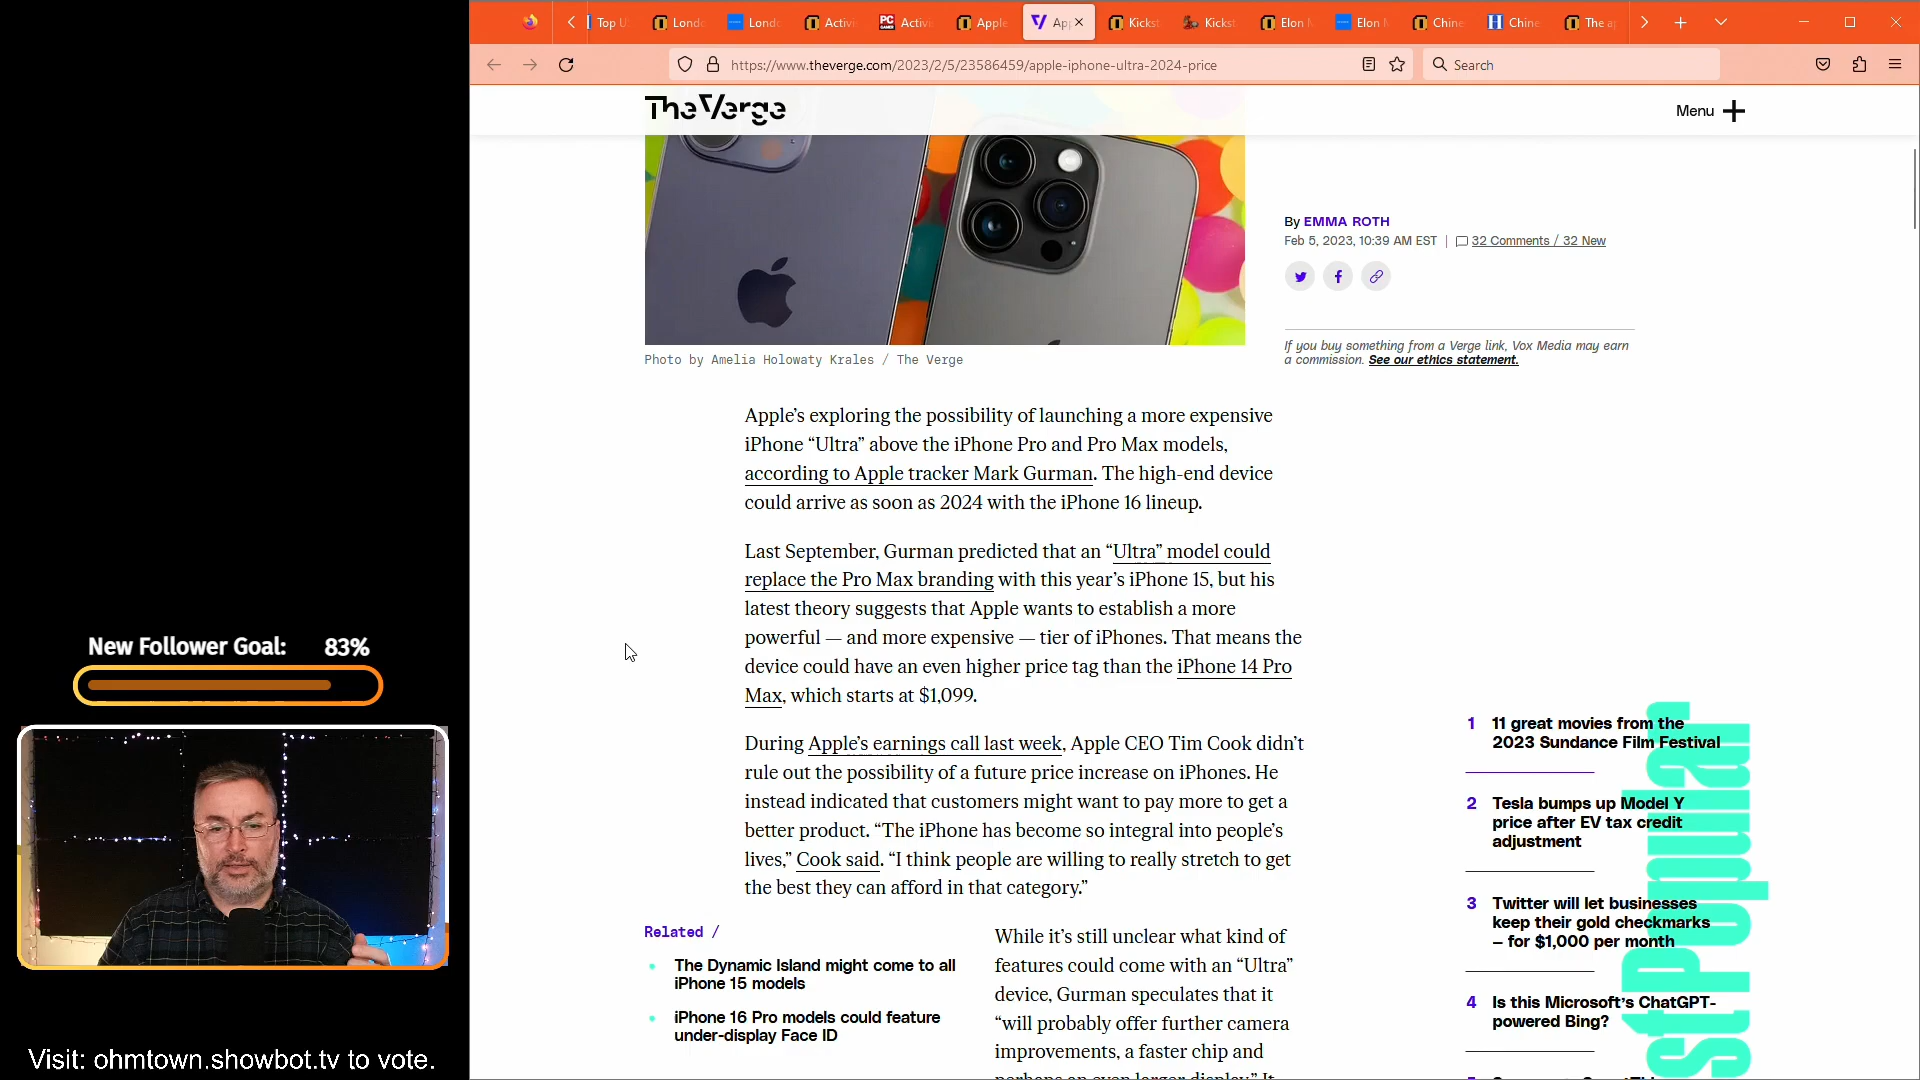 Top U
Lond
Lond
Activi
Activi
Apple
App
Kickst
Kickst
Elon
Elon
Chine
Chine
The a
https://www.theverge.com/2023/2/5/23586459/apple-iphone-ultra-2024-price
Search
TheVerge
Menu
By EMMA ROTH
Feb 5, 2023, 10:39 AM EST | 32 Comments / 32 New
If you buy something from a Verge link, Vox Media may earn
a commission. See our ethics statement.
Photo by Amelia Holowaty Krales / The Verge
Apple’s exploring the possibility of launching a more expensive
iPhone “Ultra” above the iPhone Pro and Pro Max models,
according to Apple tracker Mark Gurman. The high-end device
could arrive as soon as 2024 with the iPhone 16 lineup.
Last September, Gurman predicted that an “Ultra” model could
replace the Pro Max branding with this year’s iPhone 15, but his
latest theory suggests that Apple wants to establish a more
powerful — and more expensive — tier of iPhones. That means the
device could have an even higher price tag than the iPhone 14 Pro
Max, which starts at $1,099.
During Apple’s earnings call last week, Apple CEO Tim Cook didn’t
rule out the possibility of a future price increase on iPhones. He
instead indicated that customers might want to pay more to get a
better product. “The iPhone has become so integral into people’s
lives,” Cook said. “I think people are willing to really stretch to get
the best they can afford in that category.”
Related /
The Dynamic Island might come to all
iPhone 15 models
iPhone 16 Pro models could feature
under-display Face ID
While it’s still unclear what kind of
features could come with an “Ultra”
device, Gurman speculates that it
“will probably offer further camera
improvements, a faster chip and
perhaps an even larger display.” It
st Popular
1 11 great movies from the
2023 Sundance Film Festival
2 Tesla bumps up Model Y
price after EV tax credit
adjustment
3 Twitter will let businesses
keep their gold checkmarks
– for $1,000 per month
4 Is this Microsoft’s ChatGPT-
powered Bing?
New Follower Goal: 83%
Visit: ohmtown.showbot.tv to vote.